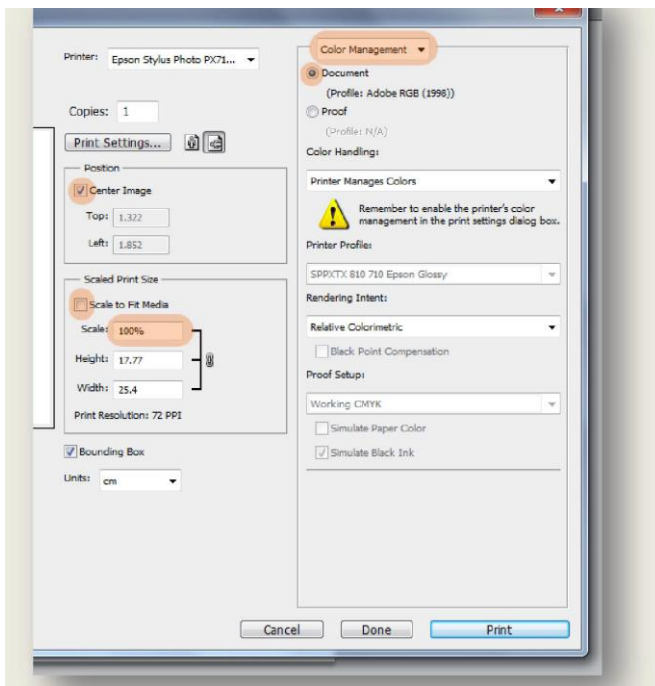 Printer: Epson Stylus Photo PX71...
Copies: 1
Print Settings...
Position
Center Image
Top: 1.322
Left: 1.852
Scaled Print Size
Scale to Fit Media
Scale: 100%
Height: 17.77
Width: 25.4
Print Resolution: 72 PPI
Bounding Box
Units: cm
Color Management
Document
(Profile: Adobe RGB (1998))
Proof
(Profile: N/A)
Color Handling:
Printer Manages Colors
Remember to enable the printer's color
management in the print settings dialog box.
Printer Profile:
SPPXTX 810 710 Epson Glossy
Rendering Intent:
Relative Colorimetric
Black Point Compensation
Proof Setup:
Working CMYK
Simulate Paper Color
Simulate Black Ink
Cancel Done Print